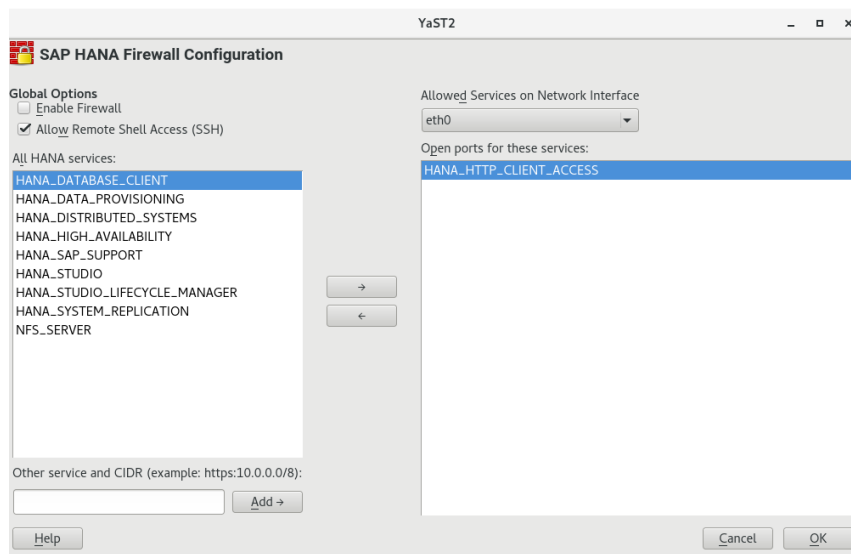 YaST2
SAP HANA Firewall Configuration
Global Options
Enable Firewall
Allow Remote Shell Access (SSH)
All HANA services:
HANA_DATABASE_CLIENT
HANA_DATA_PROVISIONING
HANA_DISTRIBUTED_SYSTEMS
HANA_HIGH_AVAILABILITY
HANA_SAP_SUPPORT
HANA_STUDIO
HANA_STUDIO_LIFECYCLE_MANAGER
HANA_SYSTEM_REPLICATION
NFS_SERVER
→
←
Allowed Services on Network Interface
eth0
Open ports for these services:
HANA_HTTP_CLIENT_ACCESS
Other service and CIDR (example: https:10.0.0.0/8):
Add →
Help
Cancel
OK